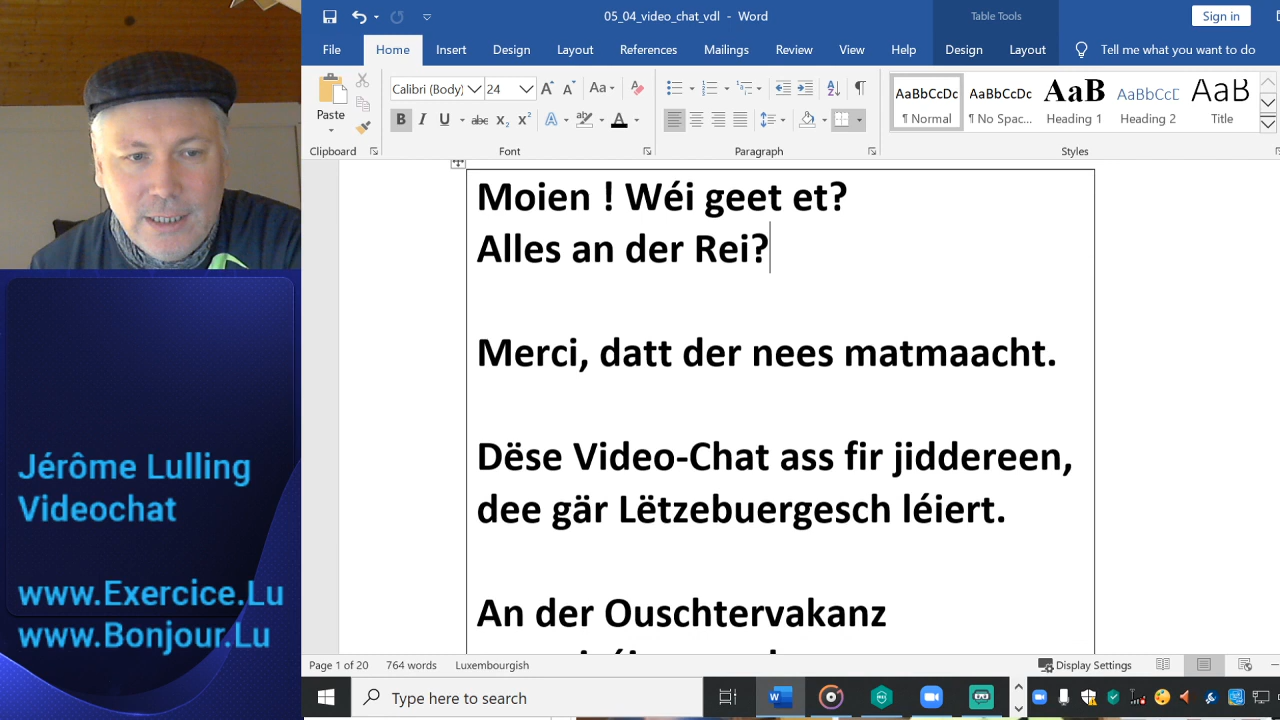 05_04_video_chat_vdl - Word
Table Tools
Sign in
File Home Insert Design Layout References Mailings Review View Help Design Layout Tell me what you want to do
Paste
Calibri (Body) 24
AaBbCcDc AaBbCcDc AaB AaBbCcC AaB
¶ Normal ¶ No Spac... Heading 1 Heading 2 Title
Clipboard Font Paragraph Styles
Moien ! Wéi geet et?
Alles an der Rei?
Merci, datt der nees matmaacht.
Dëse Video-Chat ass fir jiddereen,
dee gär Lëtzebuergesch léiert.
An der Ouschtervakanz
Jérôme Lulling
Videochat
www.Exercice.Lu
www.Bonjour.Lu
Page 1 of 20 764 words Luxembourgish Display Settings
Type here to search